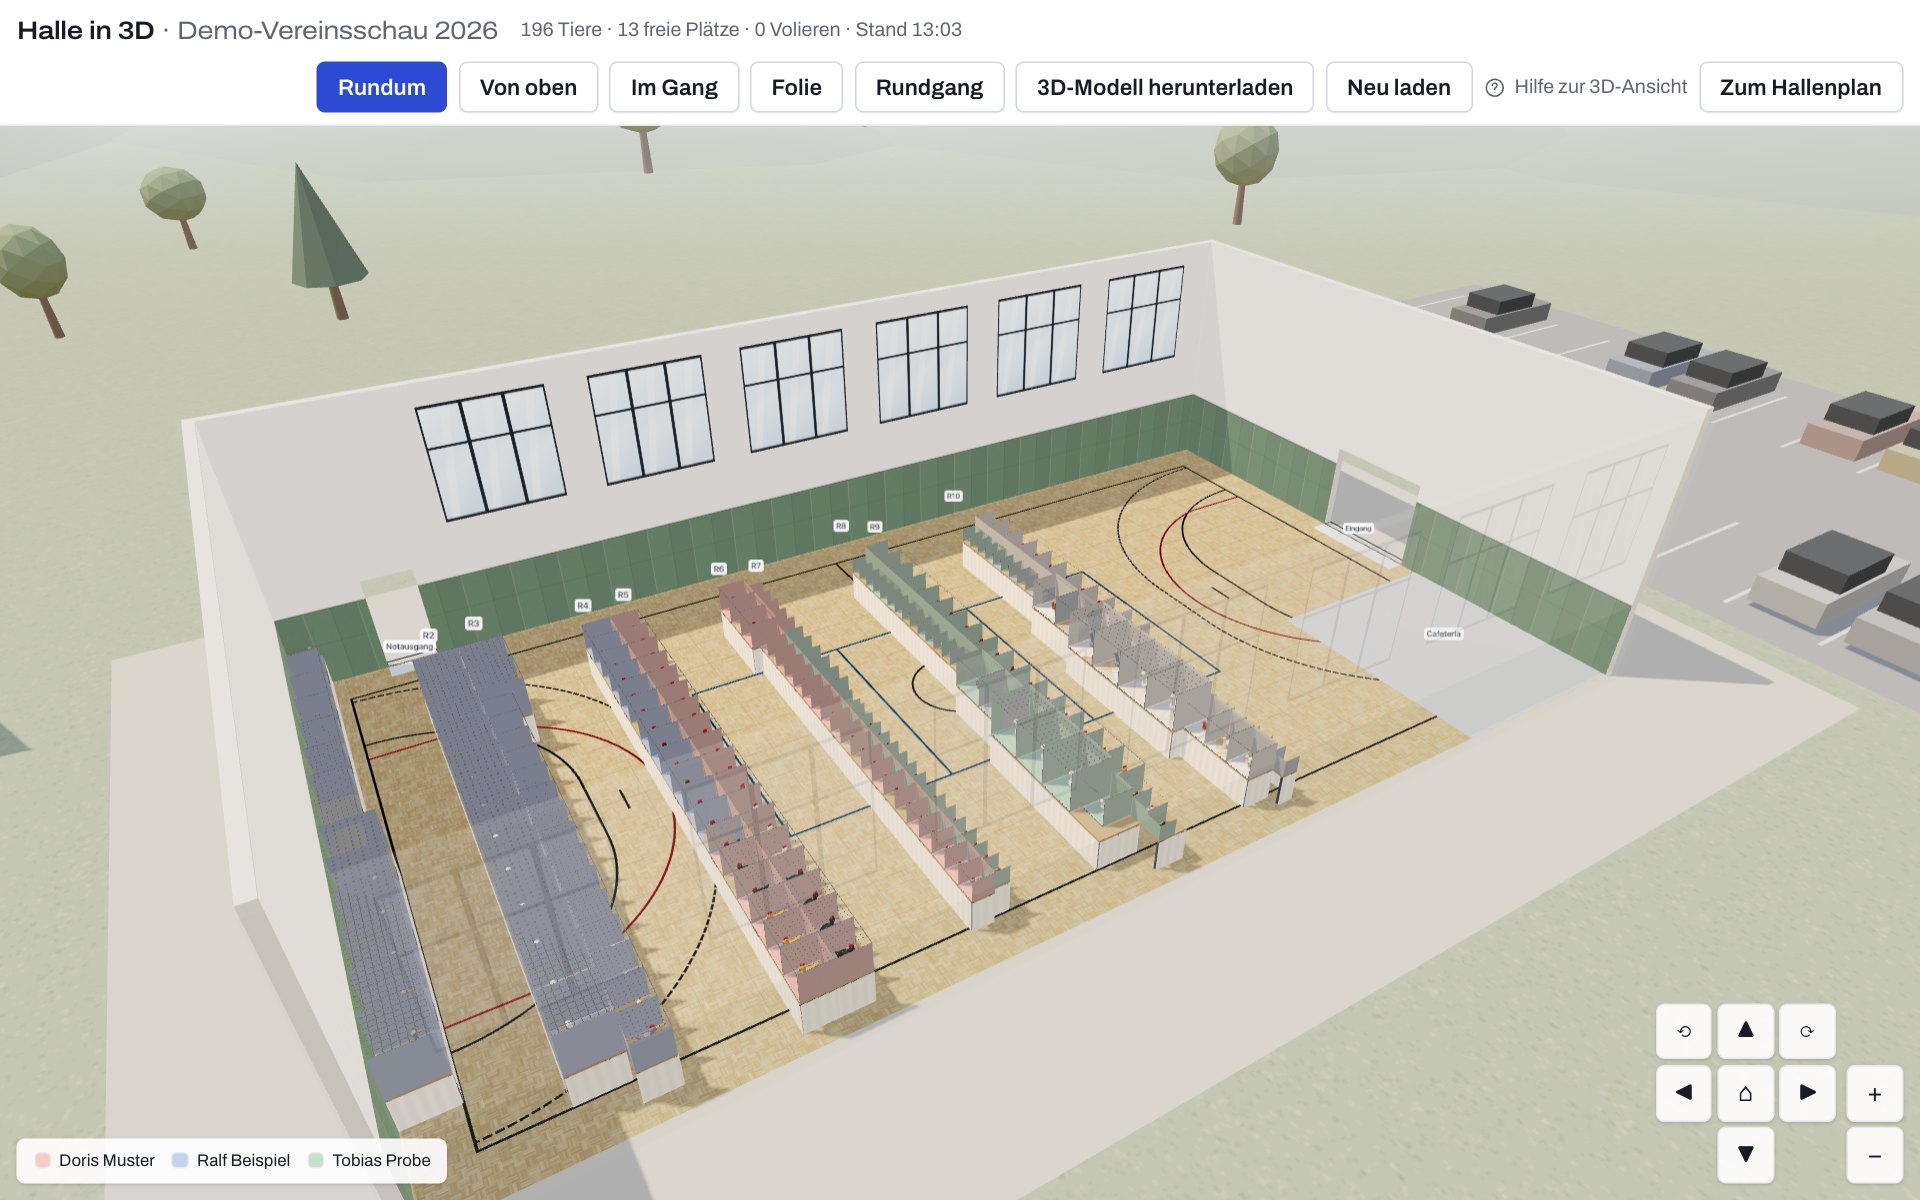 Halle in 3D · Demo-Vereinsschau 2026 196 Tiere · 13 freie Plätze · 0 Volieren · Stand 13:03
Rundum Von oben Im Gang Folie Rundgang 3D-Modell herunterladen Neu laden Hilfe zur 3D-Ansicht Zum Hallenplan
R10
R8 R9
Eingang
R6 R7
R4 R5
R3
R2
Notausgang
Cafeteria
Doris Muster Ralf Beispiel Tobias Probe